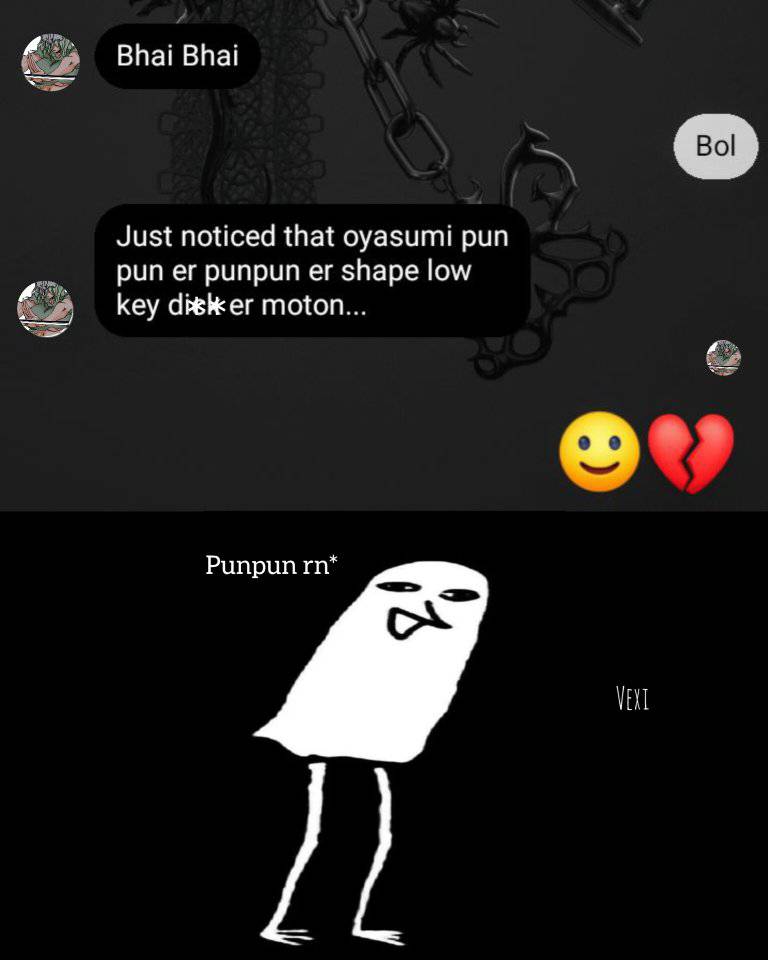 Bhai Bhai
Bol
Just noticed that oyasumi pun
pun er punpun er shape low
key di**k er moton...
Punpun rn*
Vexi